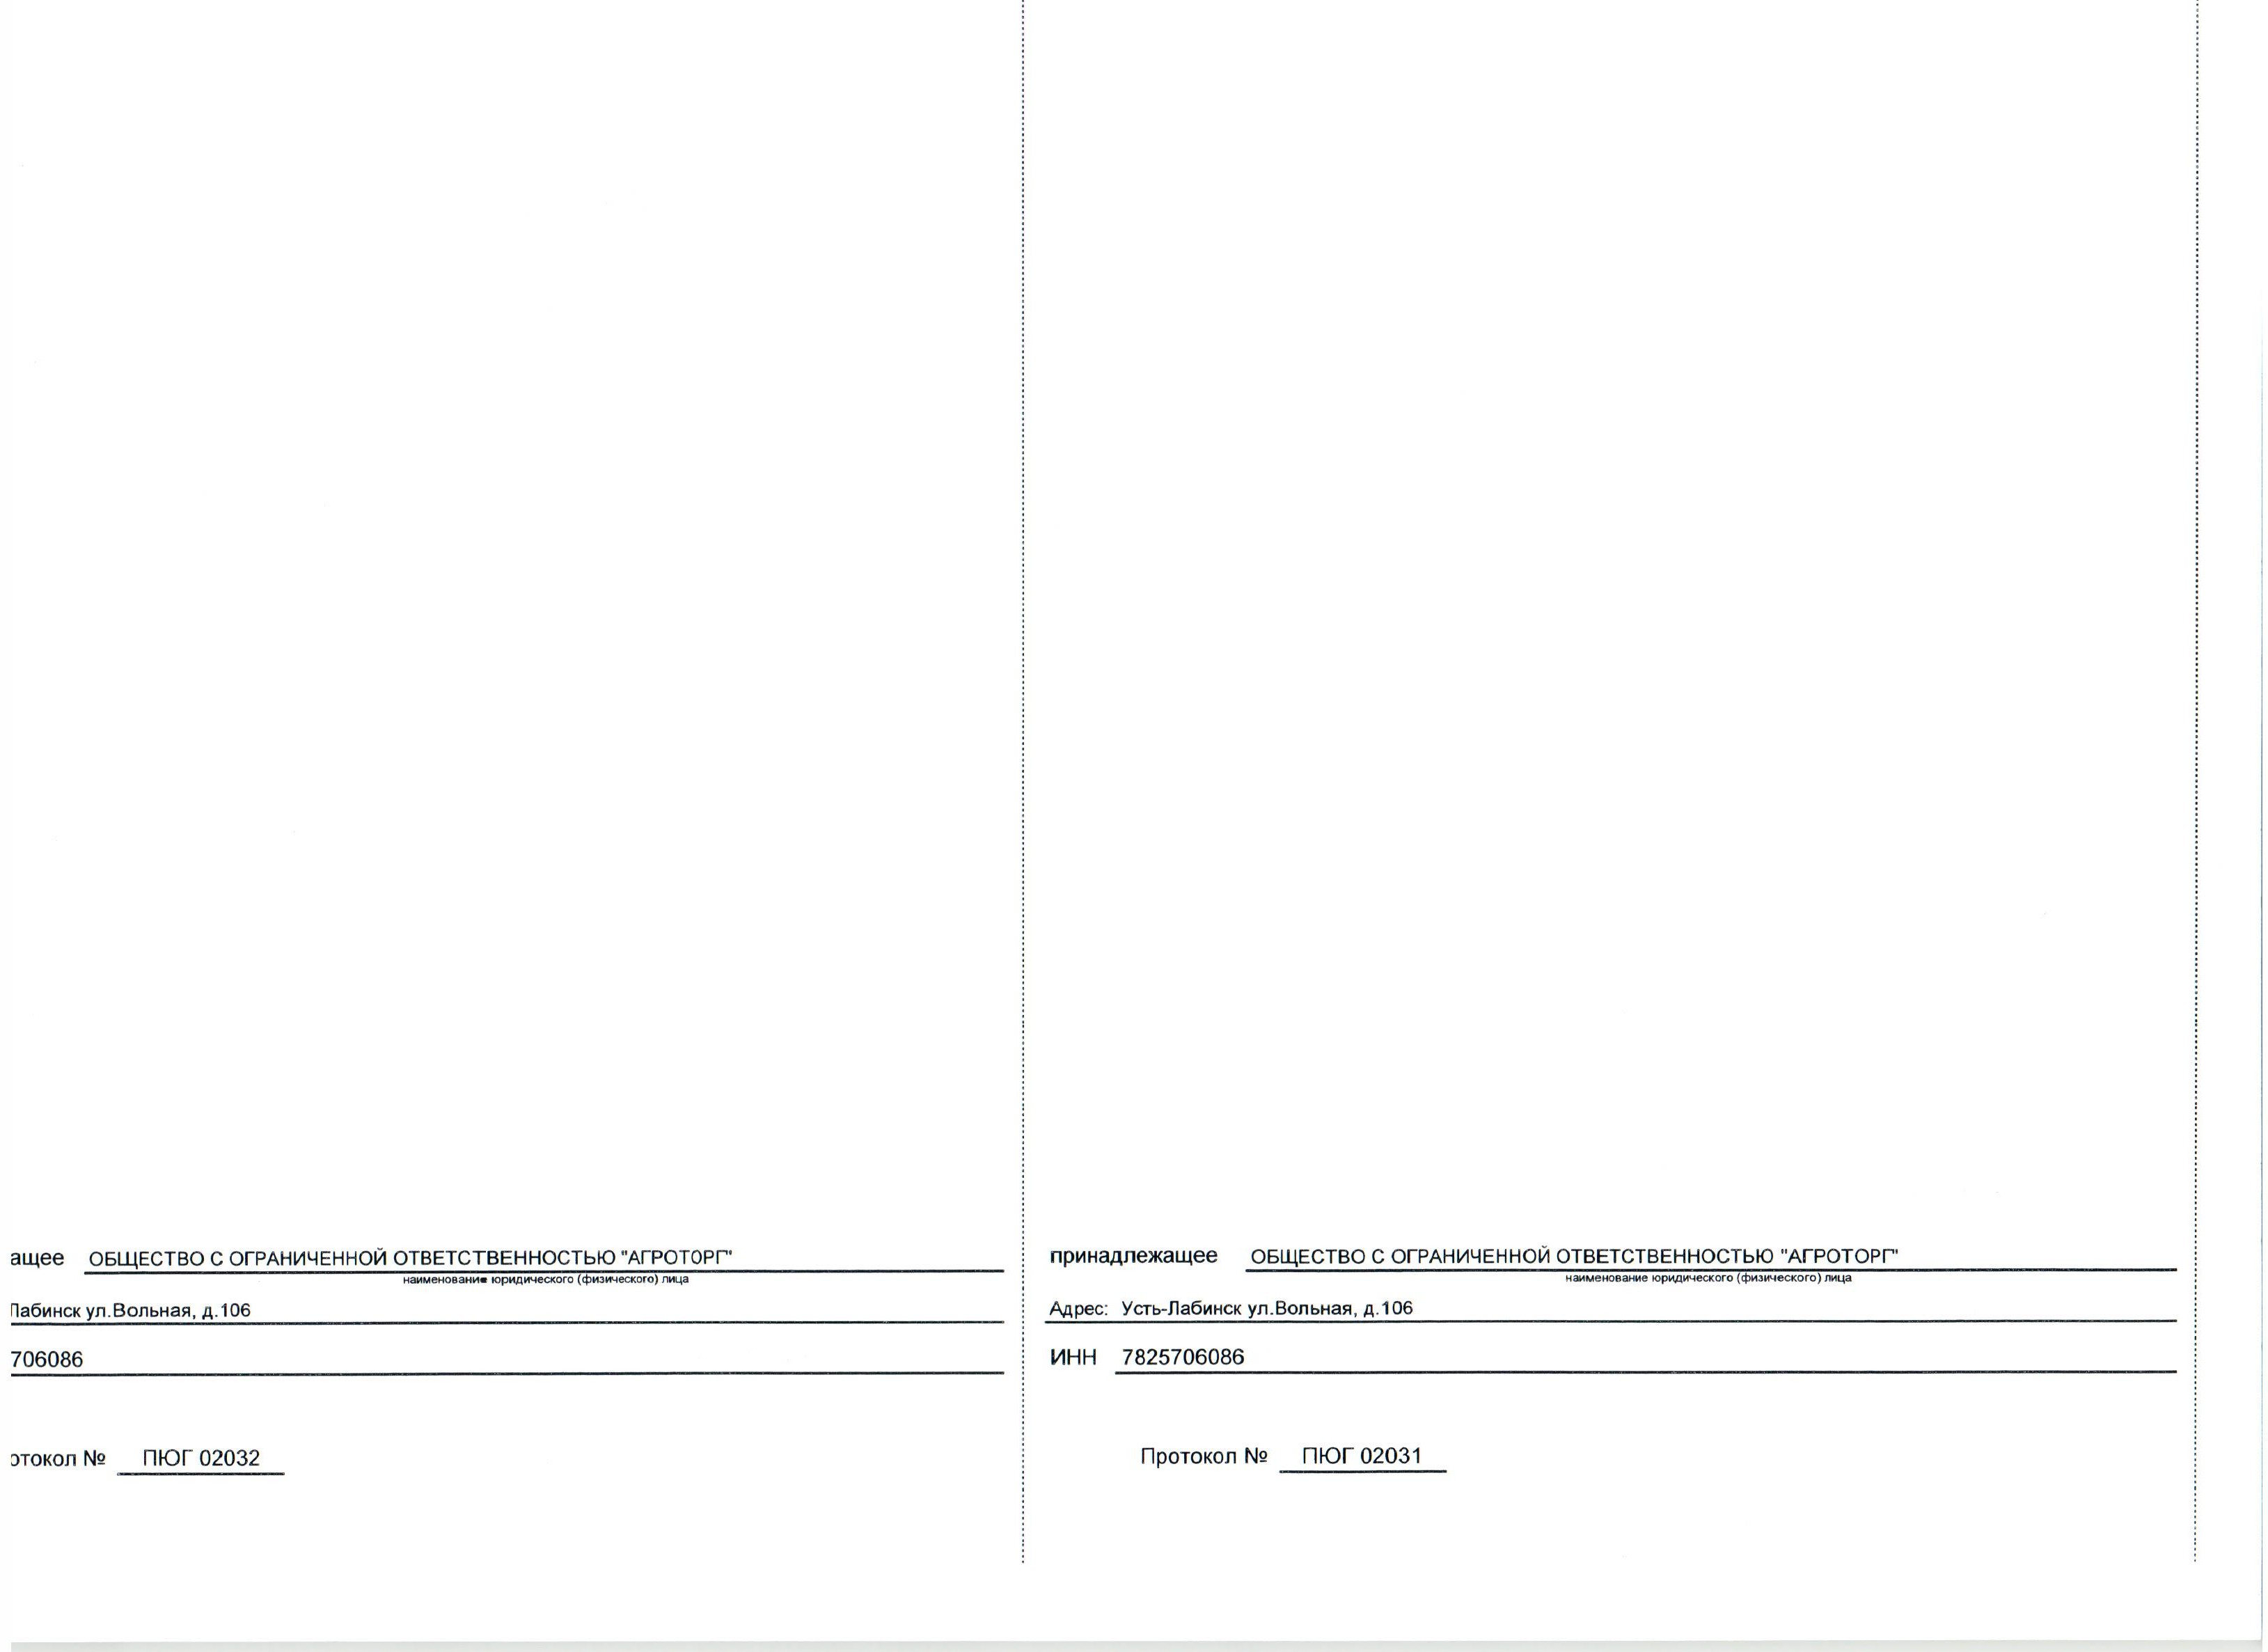 ащее ОБЩЕСТВО С ОГРАНИЧЕННОЙ ОТВЕТСТВЕННОСТЬЮ "АГРОТОРГ"
наименование юридического (физического) лица
Лабинск ул.Вольная, д.106
706086
отокол № ПЮГ 02032
принадлежащее ОБЩЕСТВО С ОГРАНИЧЕННОЙ ОТВЕТСТВЕННОСТЬЮ "АГРОТОРГ"
наименование юридического (физического) лица
Адрес: Усть-Лабинск ул.Вольная, д.106
ИНН 7825706086
Протокол № ПЮГ 02031